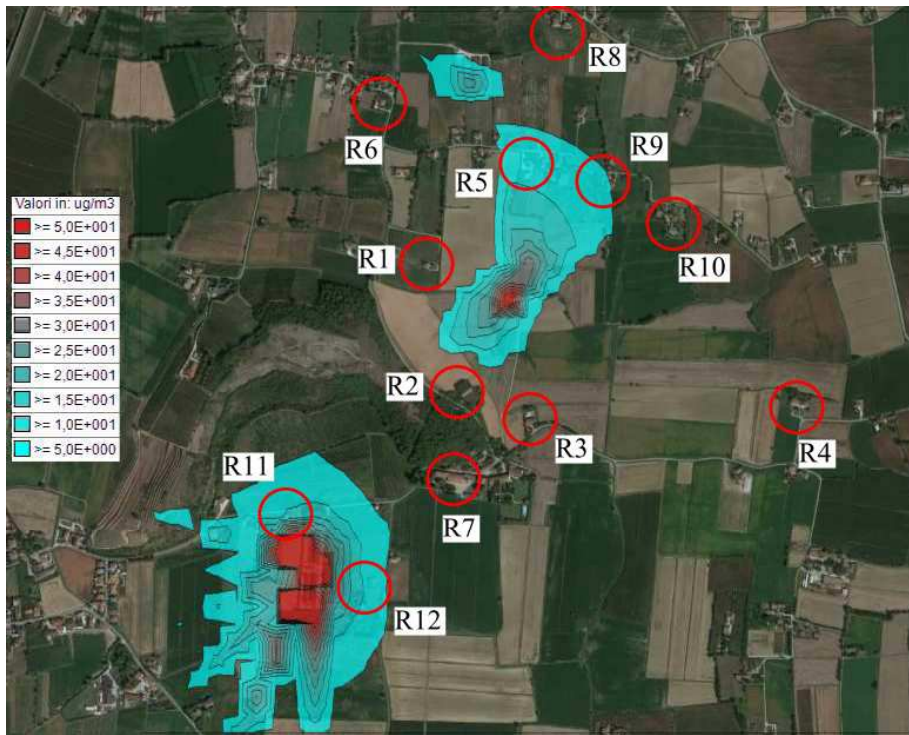 R8
R6
R9
R5
Valori in: ug/m3
>= 5,0E+001
>= 4,5E+001
>= 4,0E+001
>= 3,5E+001
>= 3,0E+001
>= 2,5E+001
>= 2,0E+001
>= 1,5E+001
>= 1,0E+001
>= 5,0E+000
R1
R10
R2
R3
R4
R11
R7
R12